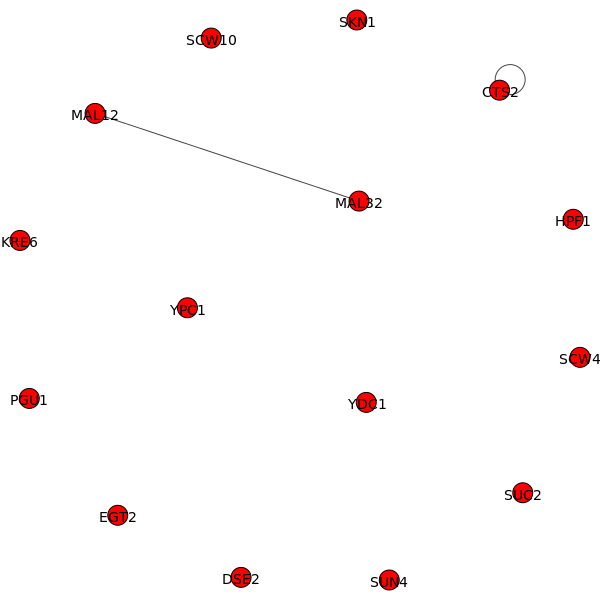 SKN1
SCW10
CTS2
MAL12
MAL32
HPF1
KRE6
YPC1
SCW4
PGU1
YDC1
SUC2
EGT2
DSE2
SUN4